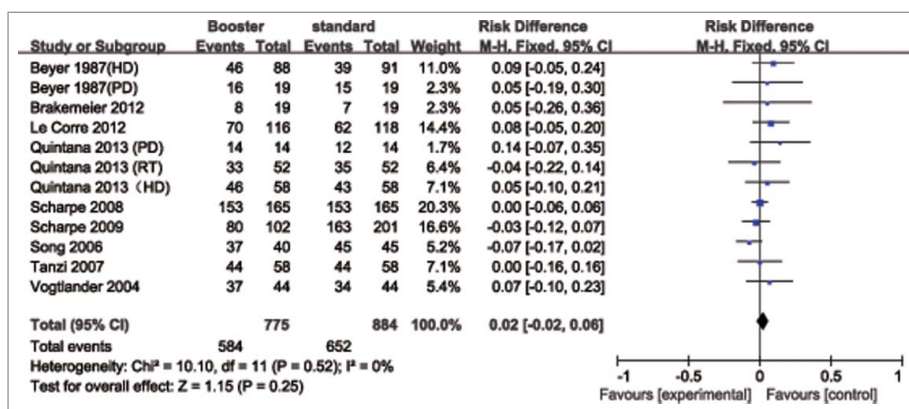 Booster standard Risk Difference Risk Difference
Study or Subgroup Events Total Events Total Weight M-H. Fixed. 95% CI M-H. Fixed. 95% CI
Beyer 1987(HD) 46 88 39 91 11.0% 0.09 [-0.05, 0.24]
Beyer 1987(PD) 16 19 15 19 2.3% 0.05 [-0.19, 0.30]
Brakemeier 2012 8 19 7 19 2.3% 0.05 [-0.26, 0.36]
Le Corre 2012 70 116 62 118 14.4% 0.08 [-0.05, 0.20]
Quintana 2013 (PD) 14 14 12 14 1.7% 0.14 [-0.07, 0.35]
Quintana 2013 (RT) 33 52 35 52 6.4% -0.04 [-0.22, 0.14]
Quintana 2013（HD) 46 58 43 58 7.1% 0.05 [-0.10, 0.21]
Scharpe 2008 153 165 153 165 20.3% 0.00 [-0.06, 0.06]
Scharpe 2009 80 102 163 201 16.6% -0.03 [-0.12, 0.07]
Song 2006 37 40 45 45 5.2% -0.07 [-0.17, 0.02]
Tanzi 2007 44 58 44 58 7.1% 0.00 [-0.16, 0.16]
Vogtlander 2004 37 44 34 44 5.4% 0.07 [-0.10, 0.23]
Total (95% CI) 775 884 100.0% 0.02 [-0.02, 0.06]
Total events 584 652
Heterogeneity: Chi² = 10.10, df = 11 (P = 0.52); I² = 0%
Test for overall effect: Z = 1.15 (P = 0.25)
-1 -0.5 0 0.5 1
Favours [experimental] Favours [control]